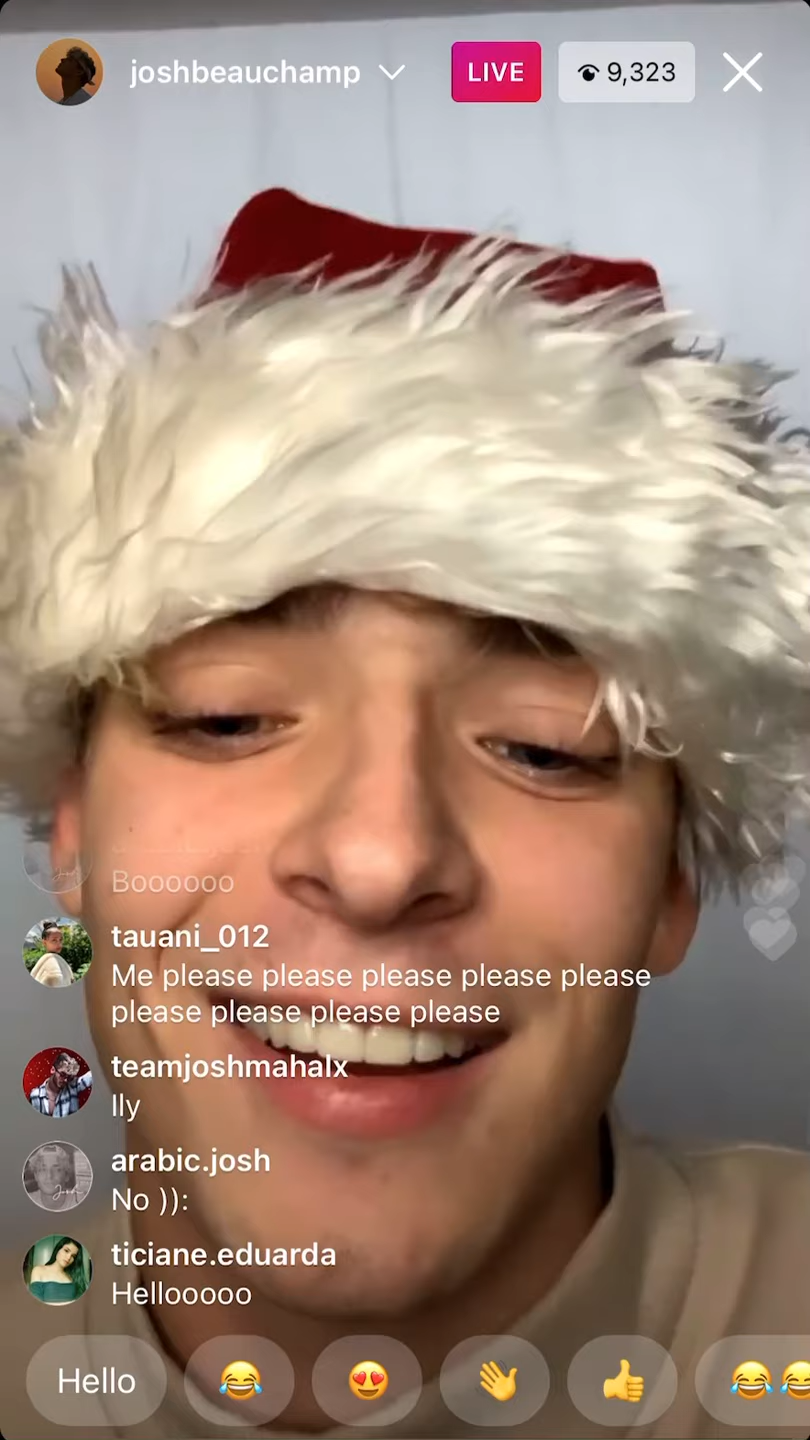 joshbeauchamp
LIVE
9,323
Boooooo
tauani_012
Me please please please please please
please please please please
teamjoshmahalx
Ily
arabic.josh
No )):
ticiane.eduarda
Hellooooo
Hello